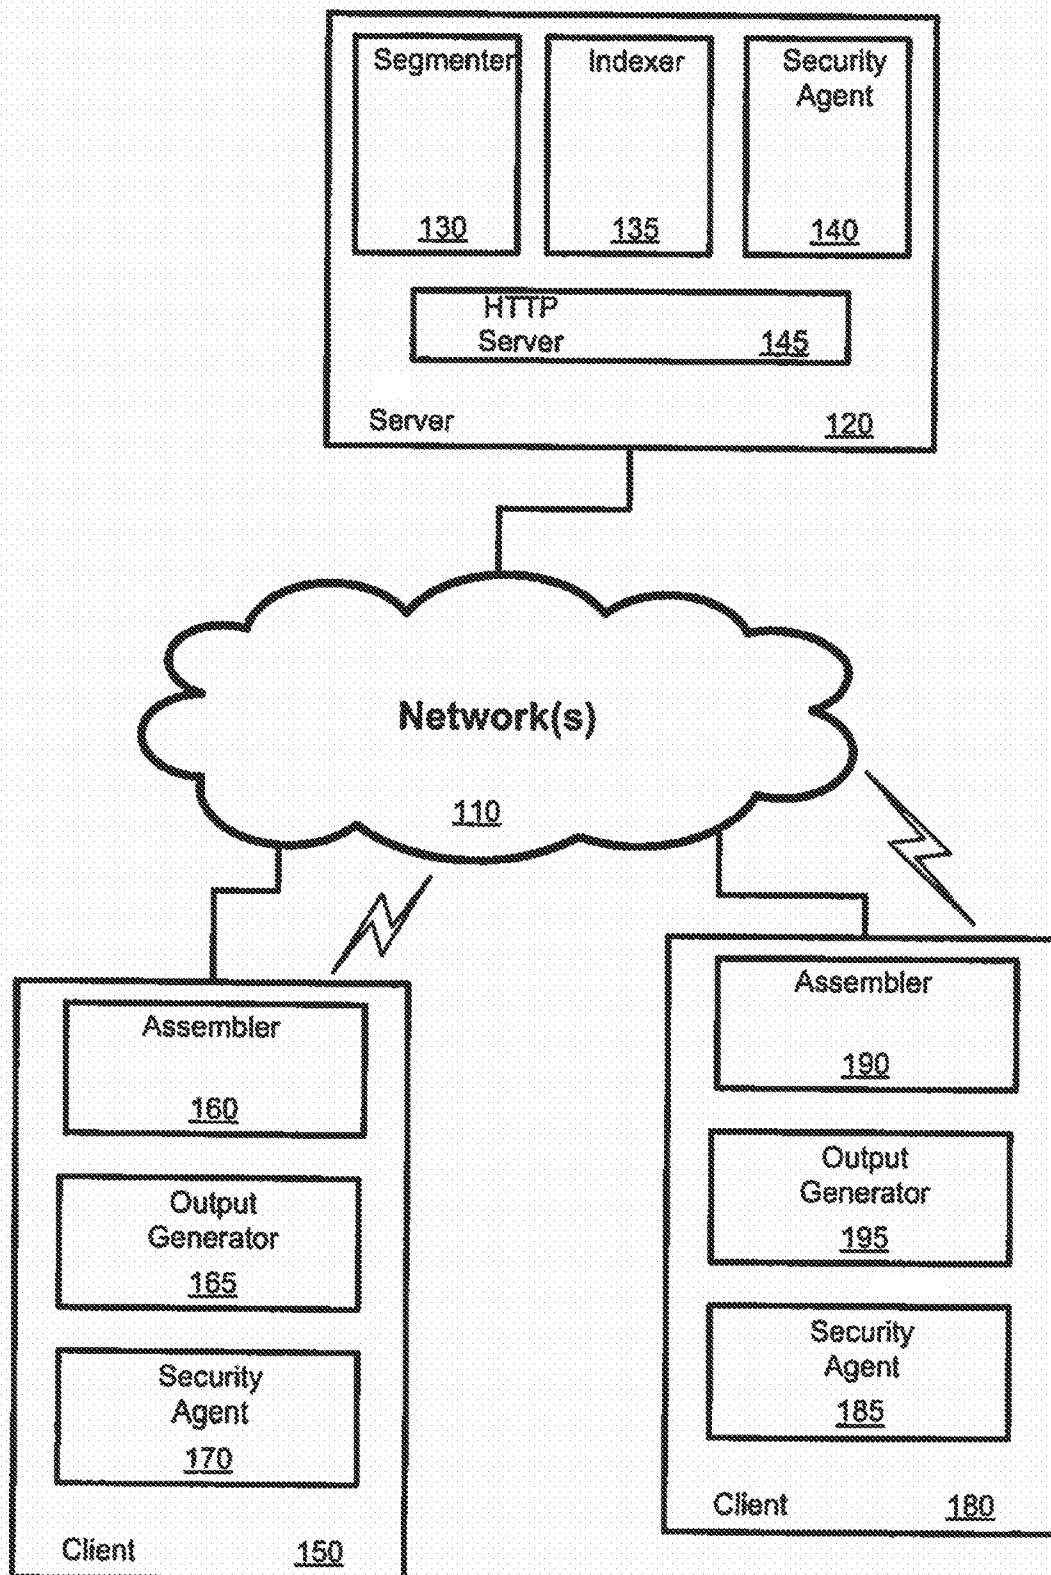 Segmenter
130
Indexer
135
Security
Agent
140
HTTP
Server
145
Server
120
Network(s)
110
Assembler
160
Output
Generator
165
Security
Agent
170
Client
150
Assembler
190
Output
Generator
195
Security
Agent
185
Client
180